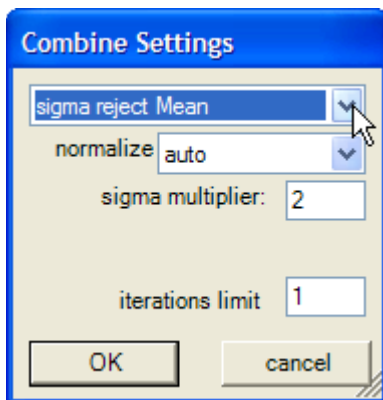 Combine Settings
sigma reject Mean
normalize auto
sigma multiplier: 2
iterations limit 1
OK cancel